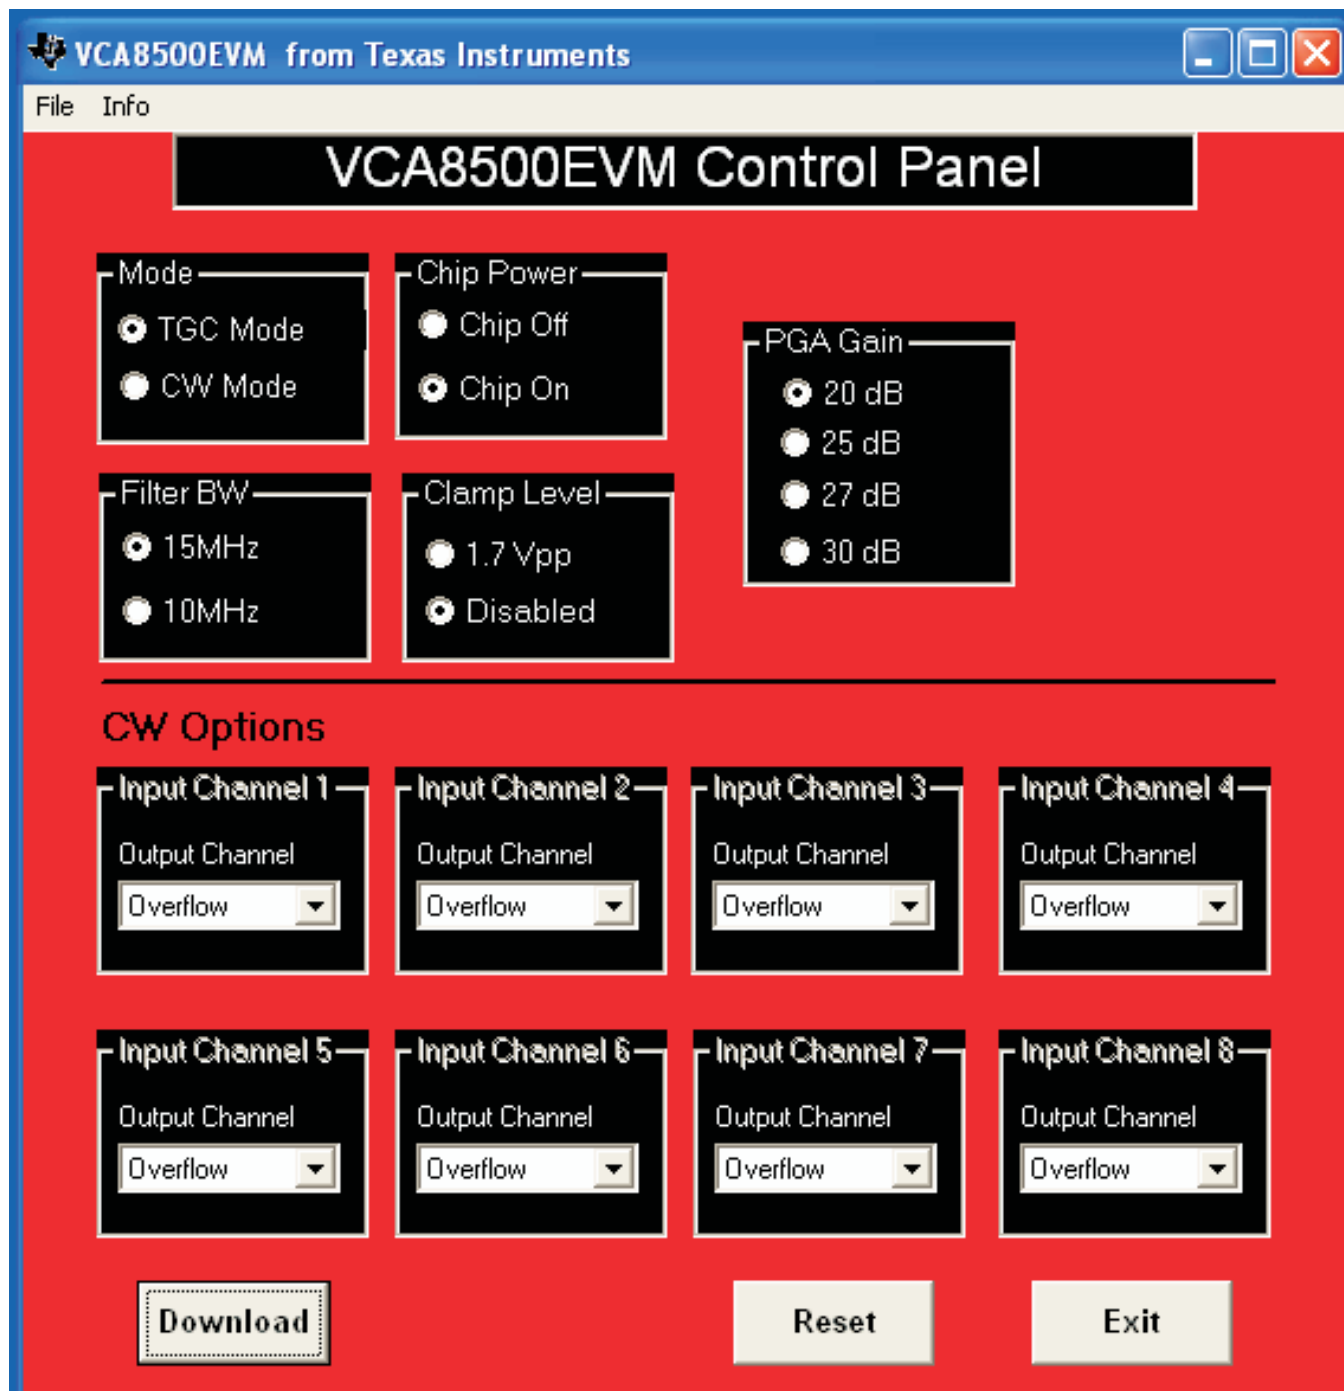 VCA8500EVM from Texas Instruments
File Info
VCA8500EVM Control Panel
Mode
TGC Mode
CW Mode
Chip Power
Chip Off
Chip On
PGA Gain
20 dB
25 dB
27 dB
30 dB
Filter BW
15MHz
10MHz
Clamp Level
1.7 Vpp
Disabled
CW Options
Input Channel 1
Output Channel
Overflow
Input Channel 2
Output Channel
Overflow
Input Channel 3
Output Channel
Overflow
Input Channel 4
Output Channel
Overflow
Input Channel 5
Output Channel
Overflow
Input Channel 6
Output Channel
Overflow
Input Channel 7
Output Channel
Overflow
Input Channel 8
Output Channel
Overflow
Download
Reset
Exit